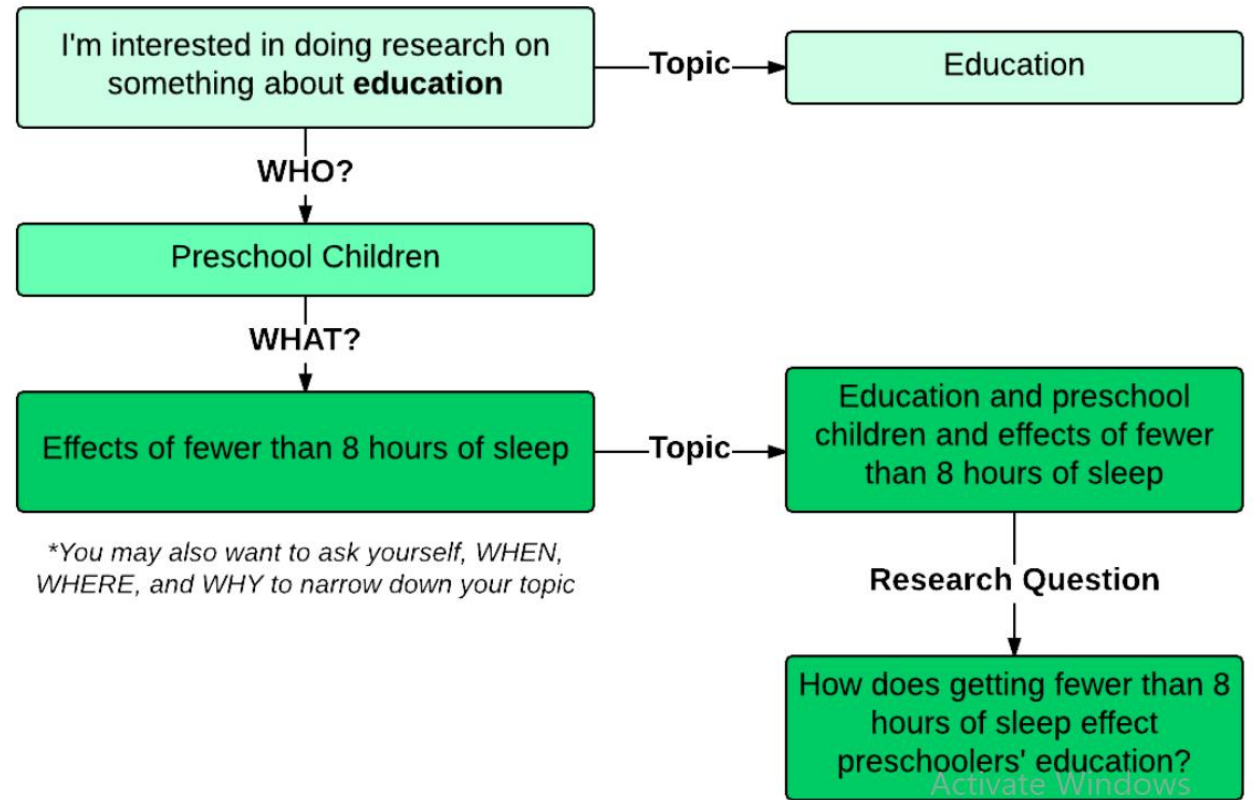 I'm interested in doing research on
something about education
Topic
Education
WHO?
Preschool Children
WHAT?
Effects of fewer than 8 hours of sleep
Topic
Education and preschool
children and effects of fewer
than 8 hours of sleep
*You may also want to ask yourself, WHEN,
WHERE, and WHY to narrow down your topic
Research Question
How does getting fewer than 8
hours of sleep effect
preschoolers' education?
Activate Windows